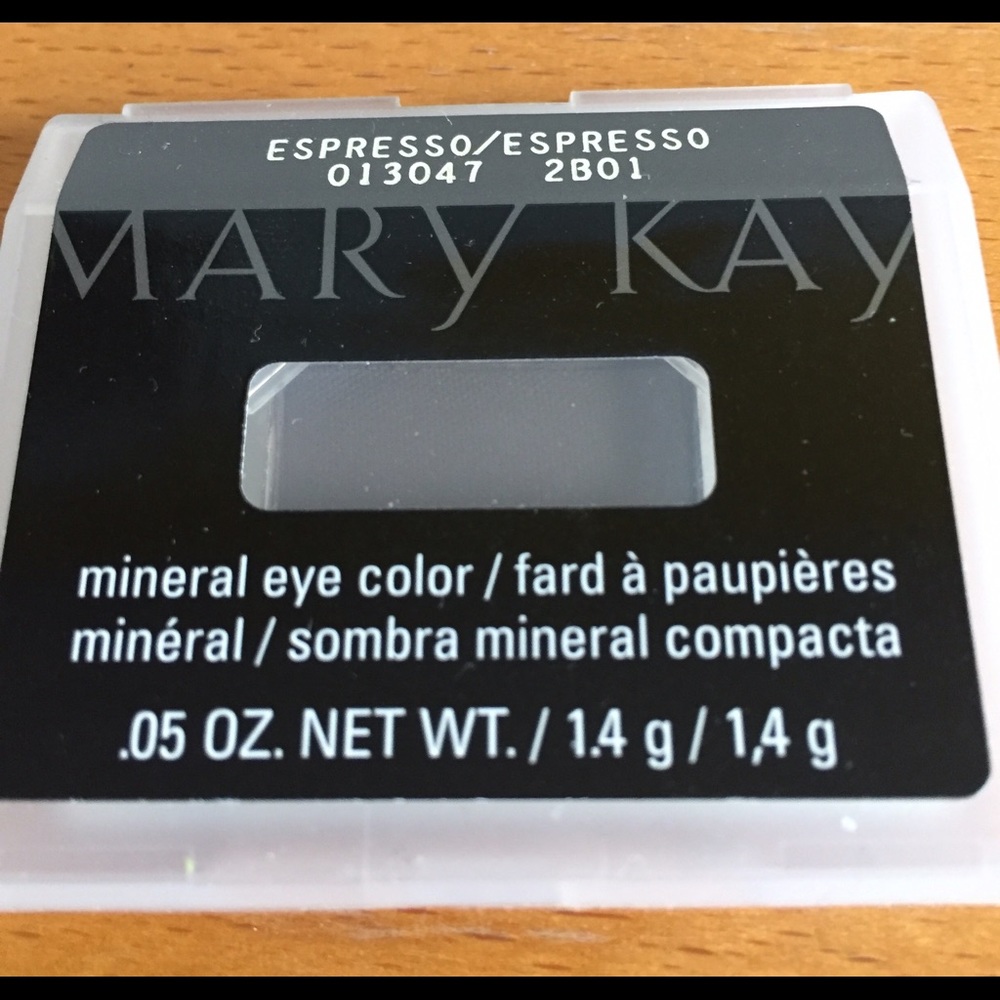 ESPRESSO/ESPRESSO
013047 2B01
MARY KAY
mineral eye color / fard à paupières
minéral / sombra mineral compacta
.05 OZ. NET WT. / 1.4 g / 1,4 g